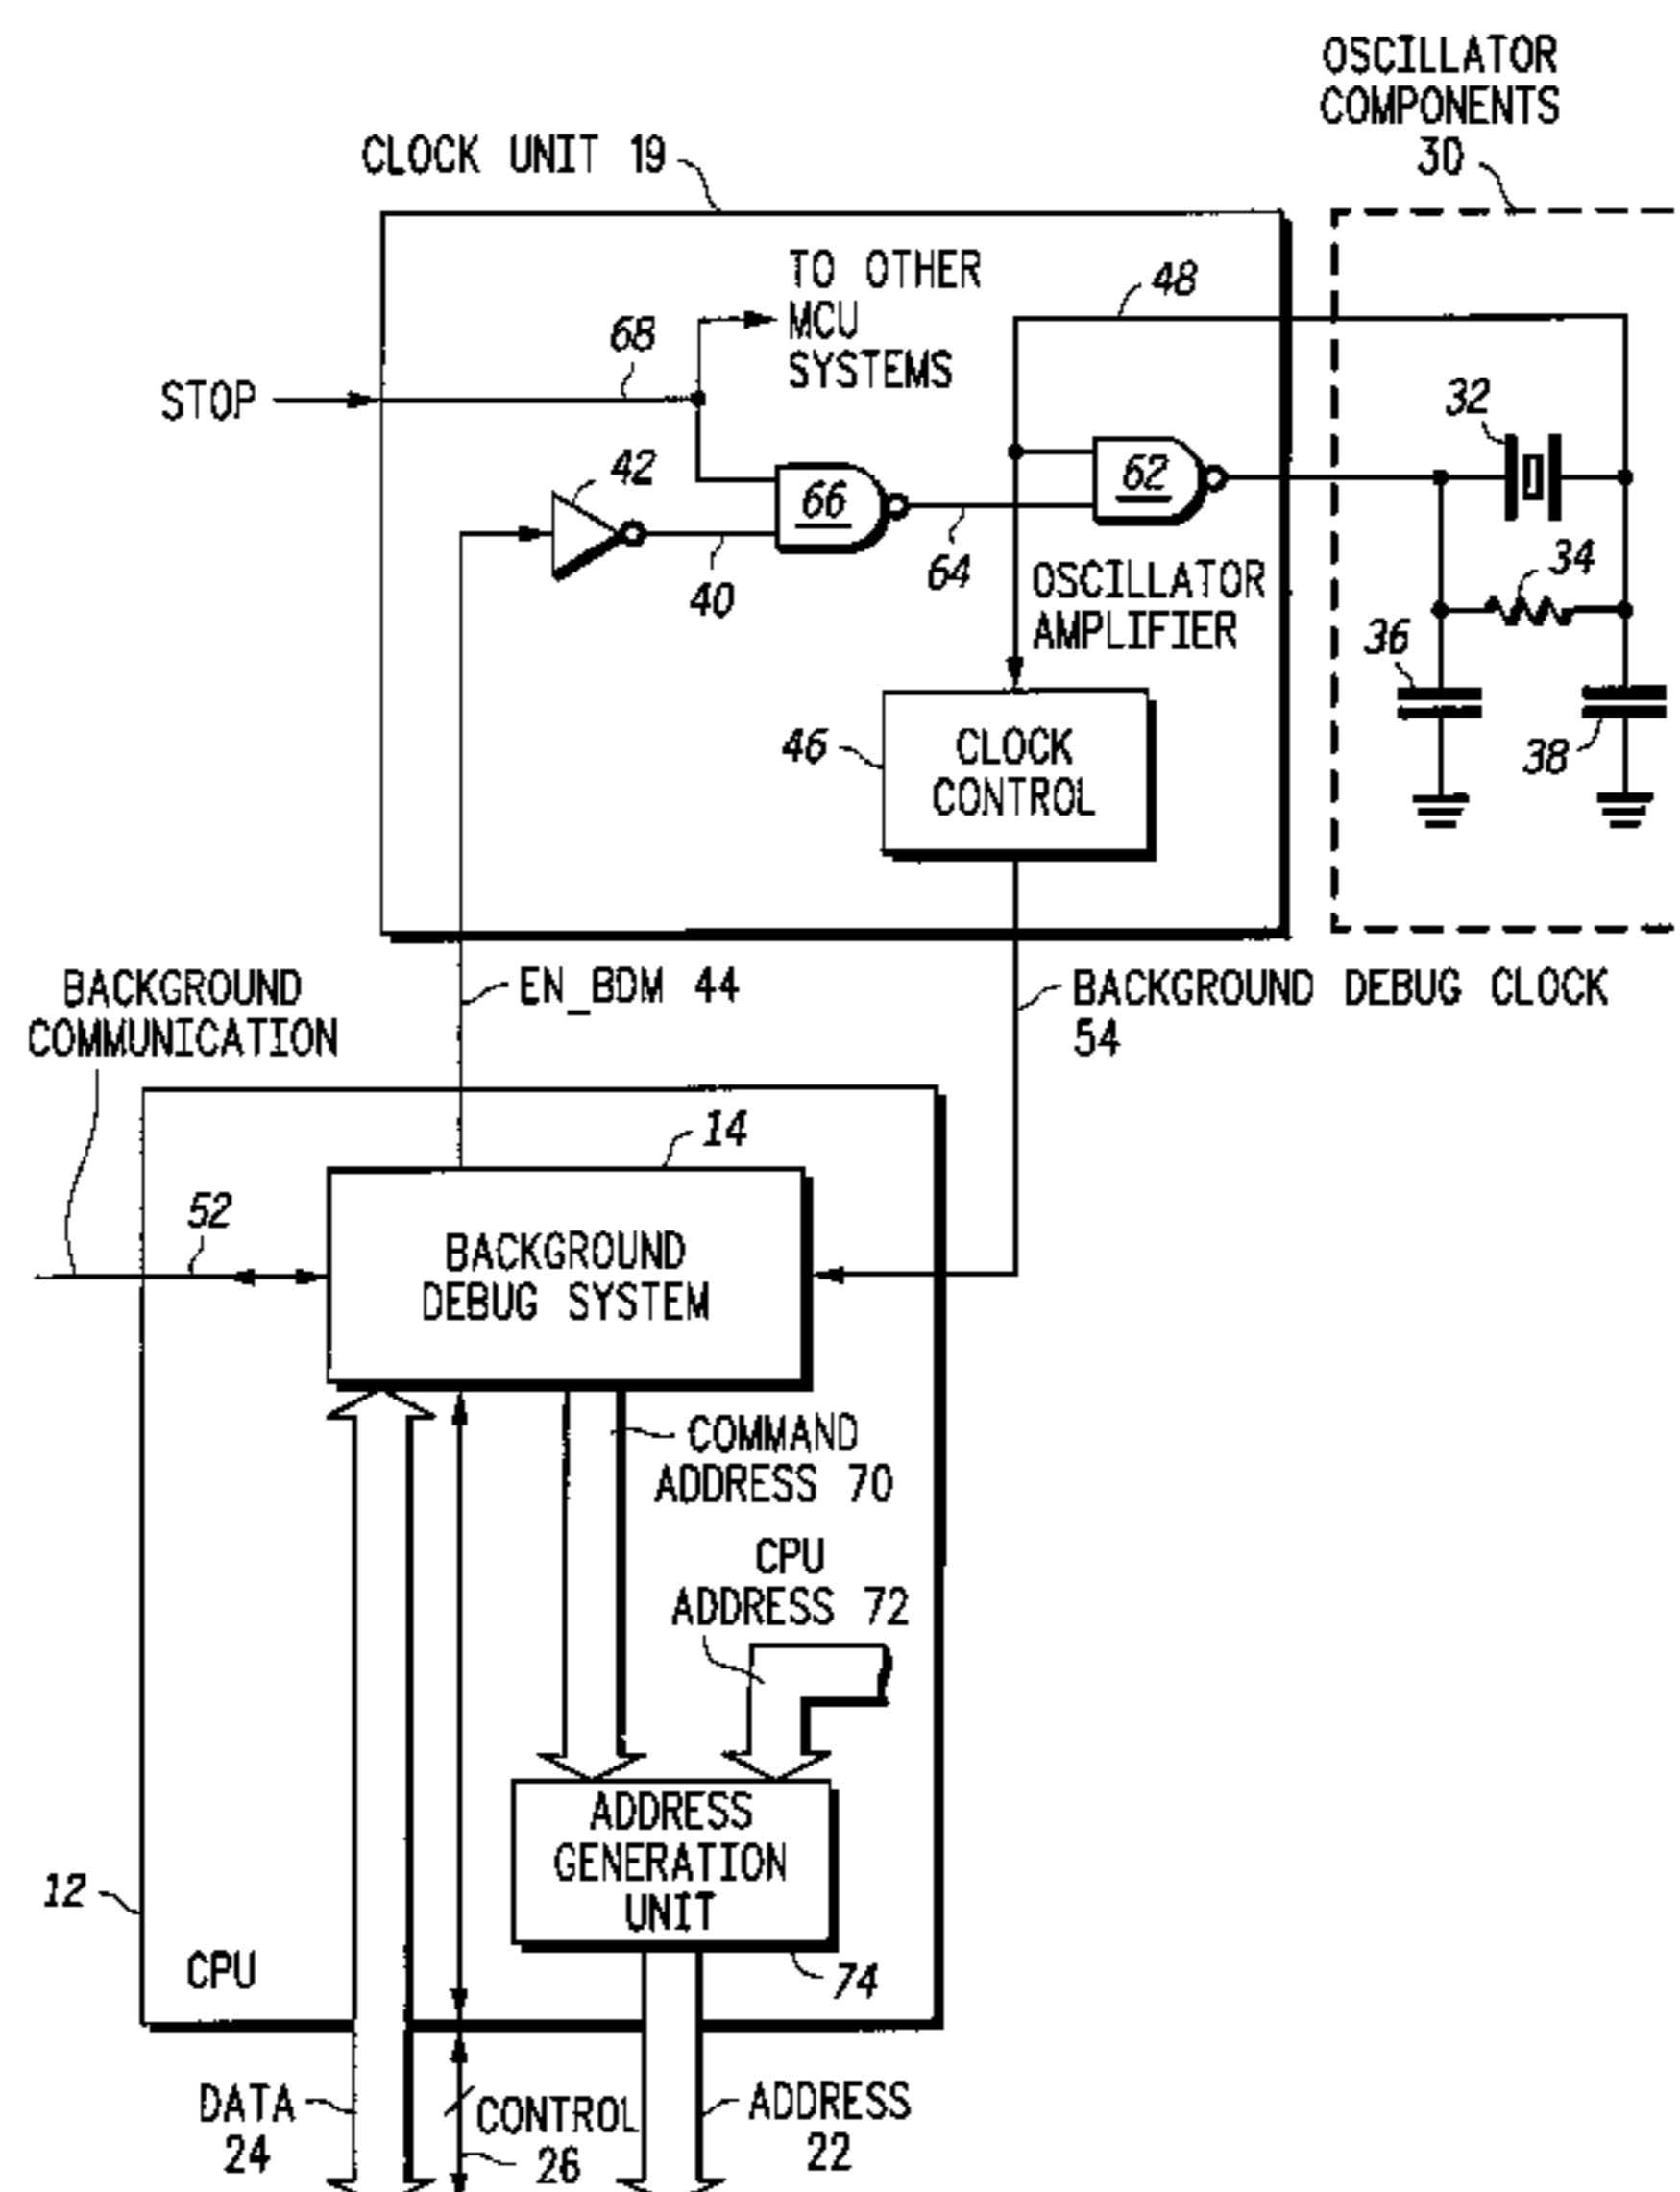 OSCILLATOR
COMPONENTS
30
CLOCK UNIT 19
TO OTHER
MCU
SYSTEMS
48
68
STOP
32
42
66
62
40
64
OSCILLATOR
AMPLIFIER
34
36
46
CLOCK
CONTROL
38
EN_BDM 44
BACKGROUND DEBUG CLOCK
54
BACKGROUND
COMMUNICATION
14
52
BACKGROUND
DEBUG SYSTEM
COMMAND
ADDRESS 70
CPU
ADDRESS 72
ADDRESS
GENERATION
UNIT
12
CPU
74
DATA
24
CONTROL
26
ADDRESS
22